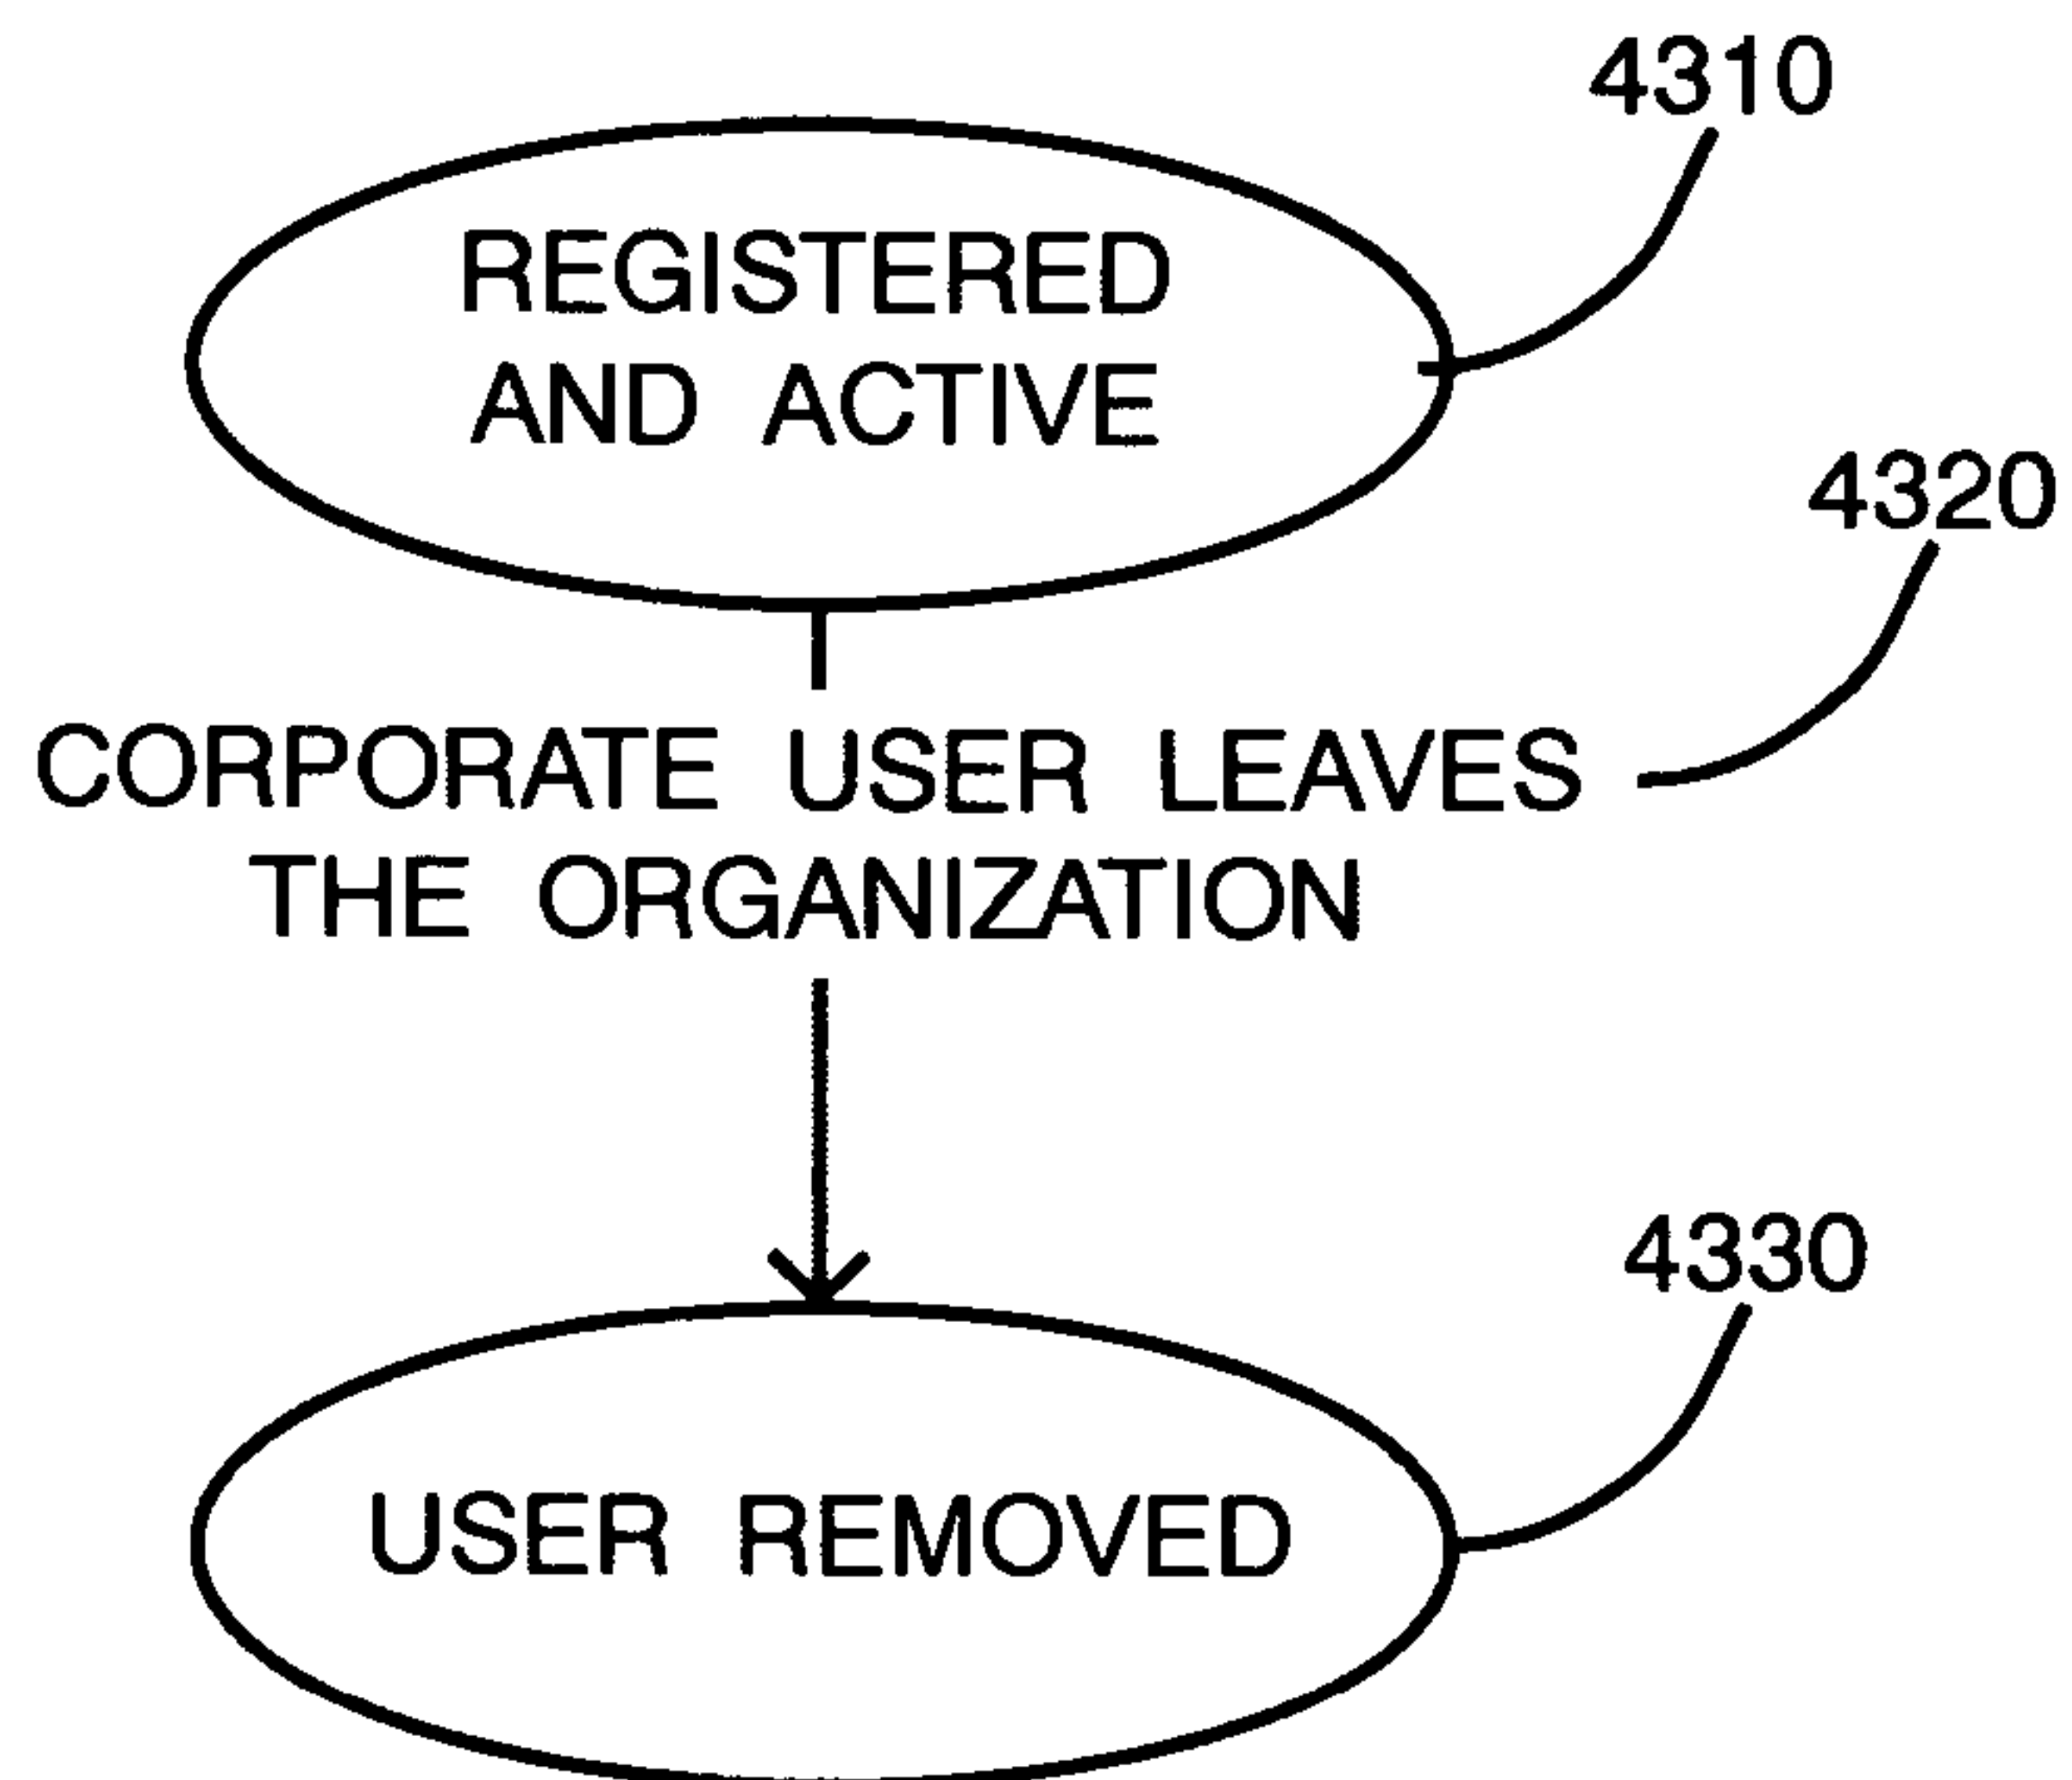 4310
REGISTERED
AND ACTIVE
4320
CORPORATE USER LEAVES
THE ORGANIZATION
4330
USER REMOVED